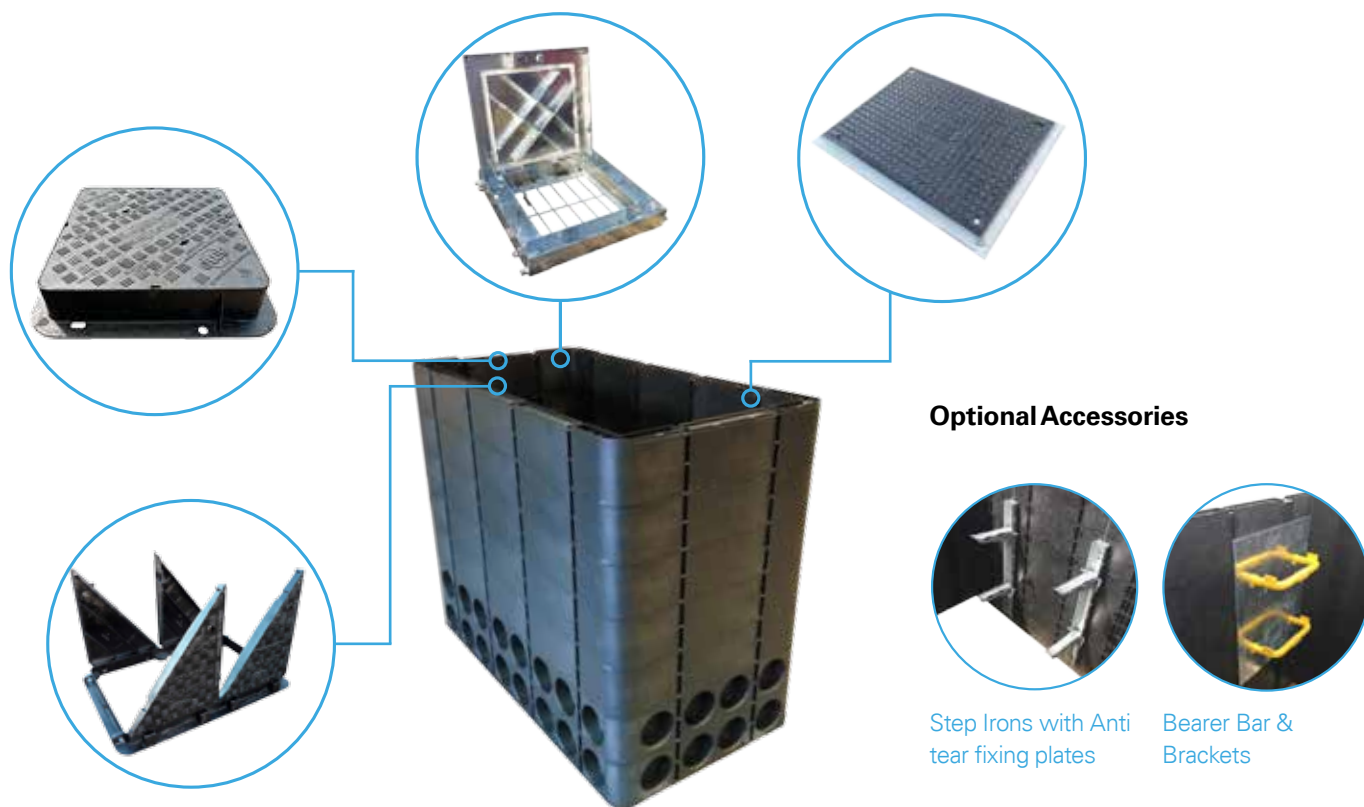 Optional Accessories
Step Irons with Anti
tear fixing plates
Bearer Bar &
Brackets